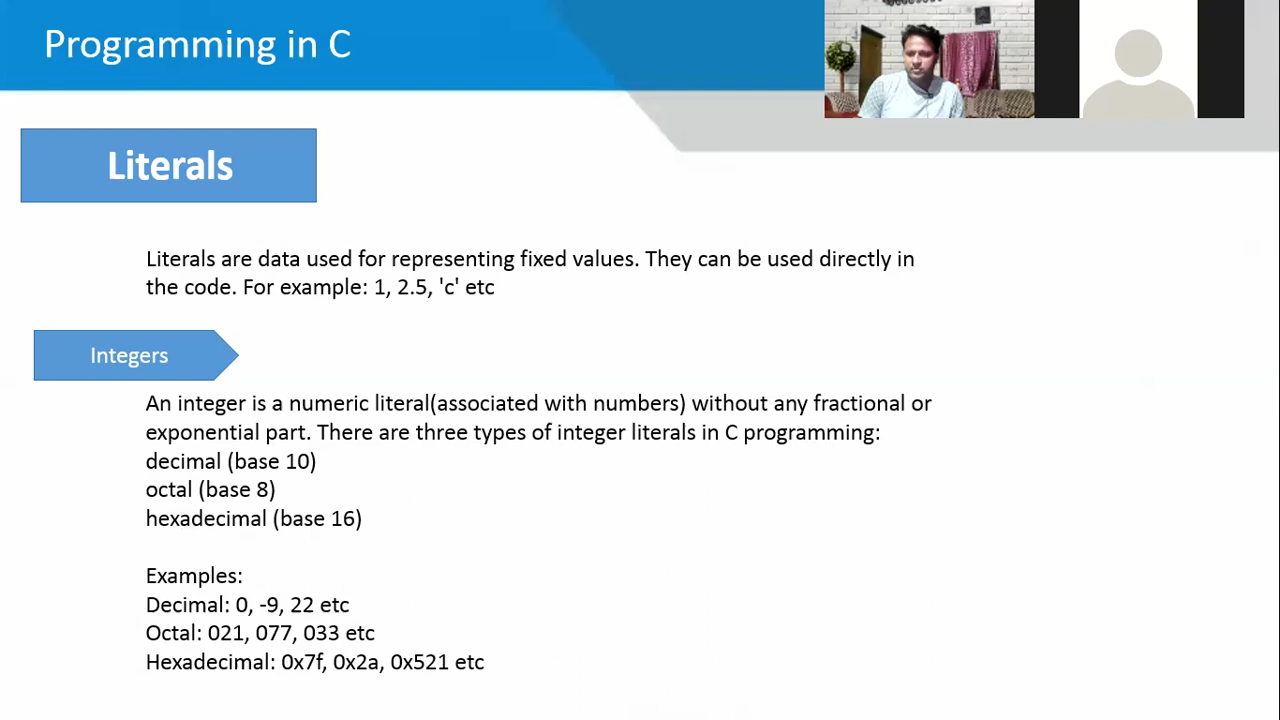 Programming in C
Literals
Literals are data used for representing fixed values. They can be used directly in
the code. For example: 1, 2.5, 'c' etc
Integers
An integer is a numeric literal(associated with numbers) without any fractional or
exponential part. There are three types of integer literals in C programming:
decimal (base 10)
octal (base 8)
hexadecimal (base 16)
Examples:
Decimal: 0, -9, 22 etc
Octal: 021, 077, 033 etc
Hexadecimal: 0x7f, 0x2a, 0x521 etc